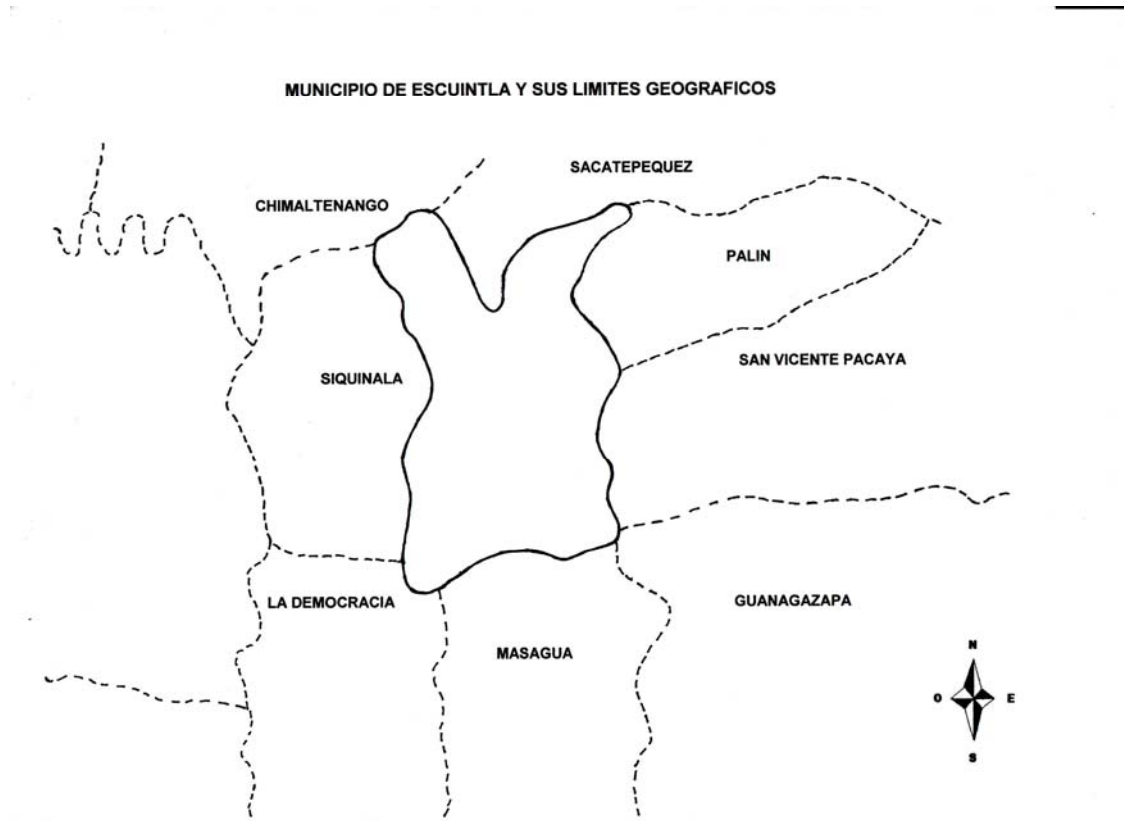 MUNICIPIO DE ESCUINTLA Y SUS LIMITES GEOGRAFICOS
SACATEPEQUEZ
CHIMALTENANGO
PALIN
SAN VICENTE PACAYA
SIQUINALA
LA DEMOCRACIA
GUANAGAZAPA
MASAGUA
N
O
E
S